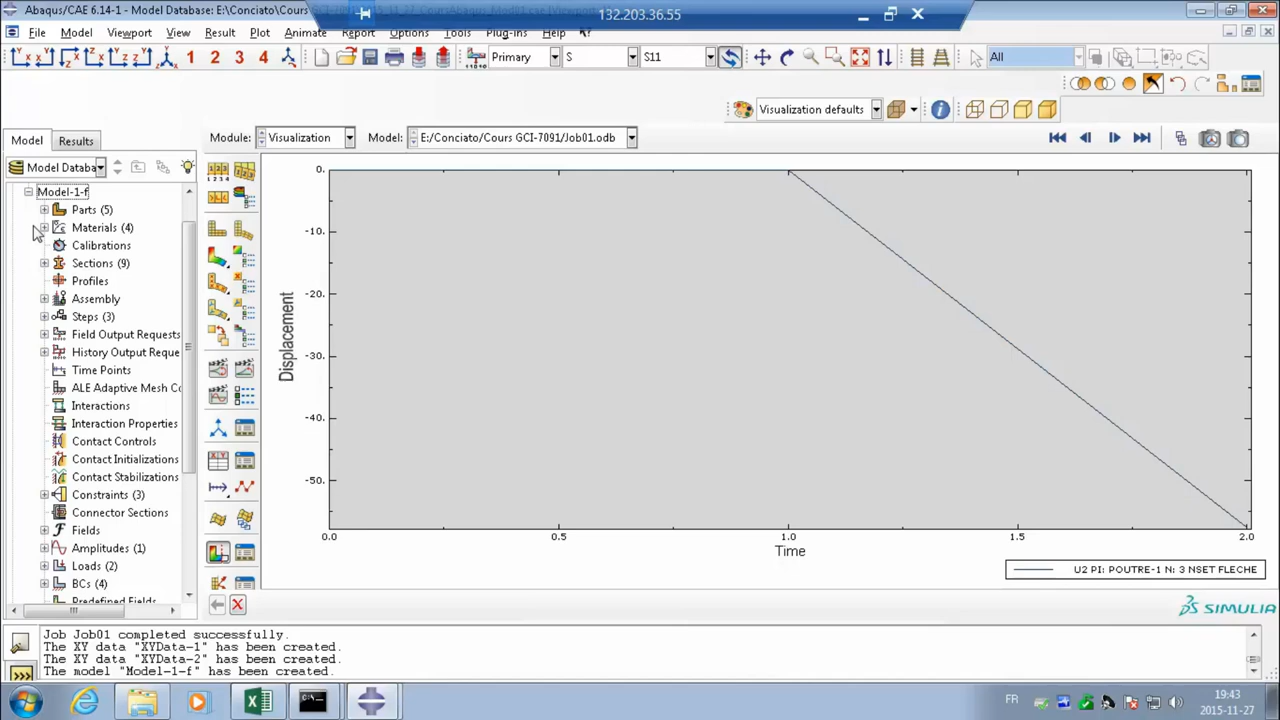 Abaqus/CAE 6.14-1 - Model Database: E:\Conciato\Cours
132.203.36.55
File Model Viewport View Result Plot Animate Report Options Tools Plug-ins Help
1 2 3 4 Primary S S11 All
Visualization defaults
Model Results Module: Visualization Model: E:/Conciato/Cours GCI-7091/Job01.odb
Model Databa
Model-1-f
Parts (5)
Materials (4)
Calibrations
Sections (9)
Profiles
Assembly
Steps (3)
Field Output Requests
History Output Reque
Time Points
ALE Adaptive Mesh Co
Interactions
Interaction Properties
Contact Controls
Contact Initializations
Contact Stabilizations
Constraints (3)
Connector Sections
Fields
Amplitudes (1)
Loads (2)
BCs (4)
Predefined Fields
0.
-10.
-20.
-30.
-40.
-50.
Displacement
0.0 0.5 1.0 1.5 2.0
Time
U2 PI: POUTRE-1 N: 3 NSET FLECHE
SIMULIA
Job Job01 completed successfully.
The XY data "XYData-1" has been created.
The XY data "XYData-2" has been created.
The model "Model-1-f" has been created.
FR
19:43
2015-11-27